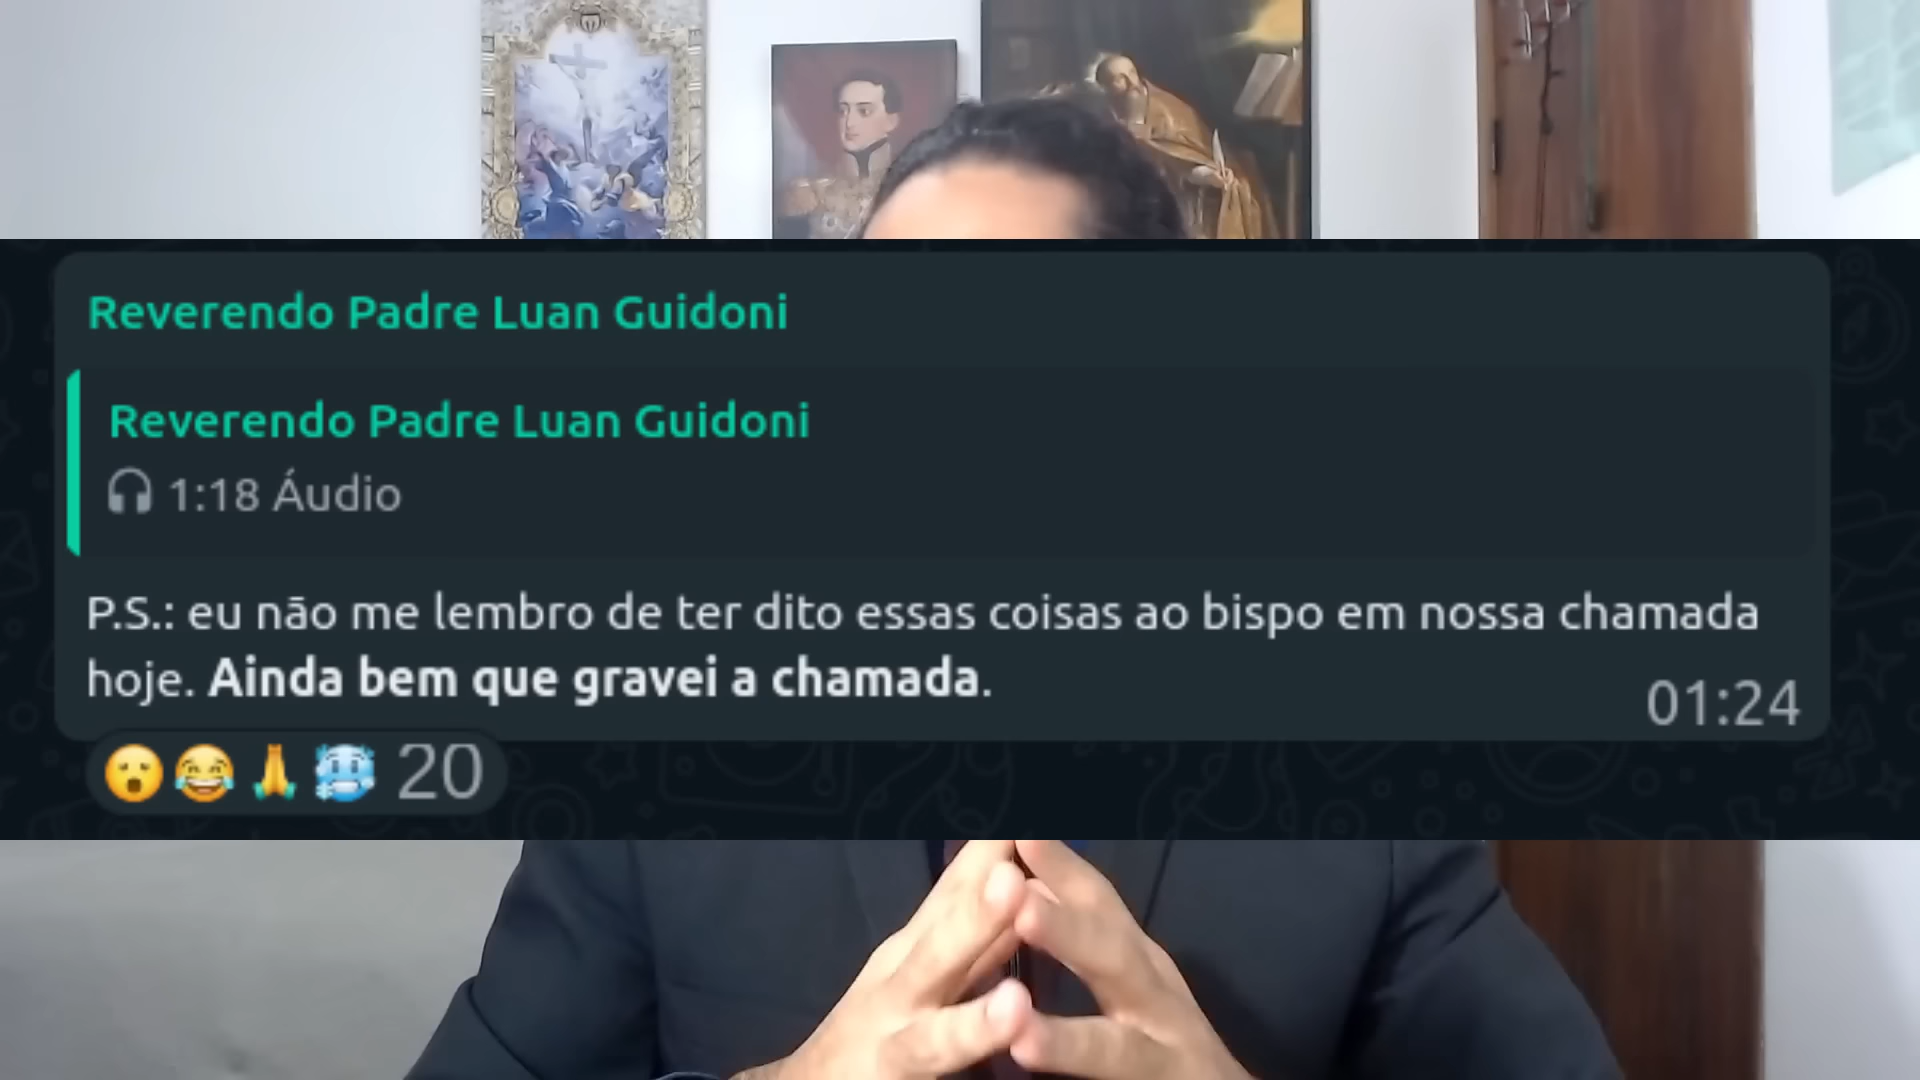 Reverendo Padre Luan Guidoni
Reverendo Padre Luan Guidoni
1:18 Áudio
P.S.: eu não me lembro de ter dito essas coisas ao bispo em nossa chamada
hoje. Ainda bem que gravei a chamada.
01:24
20